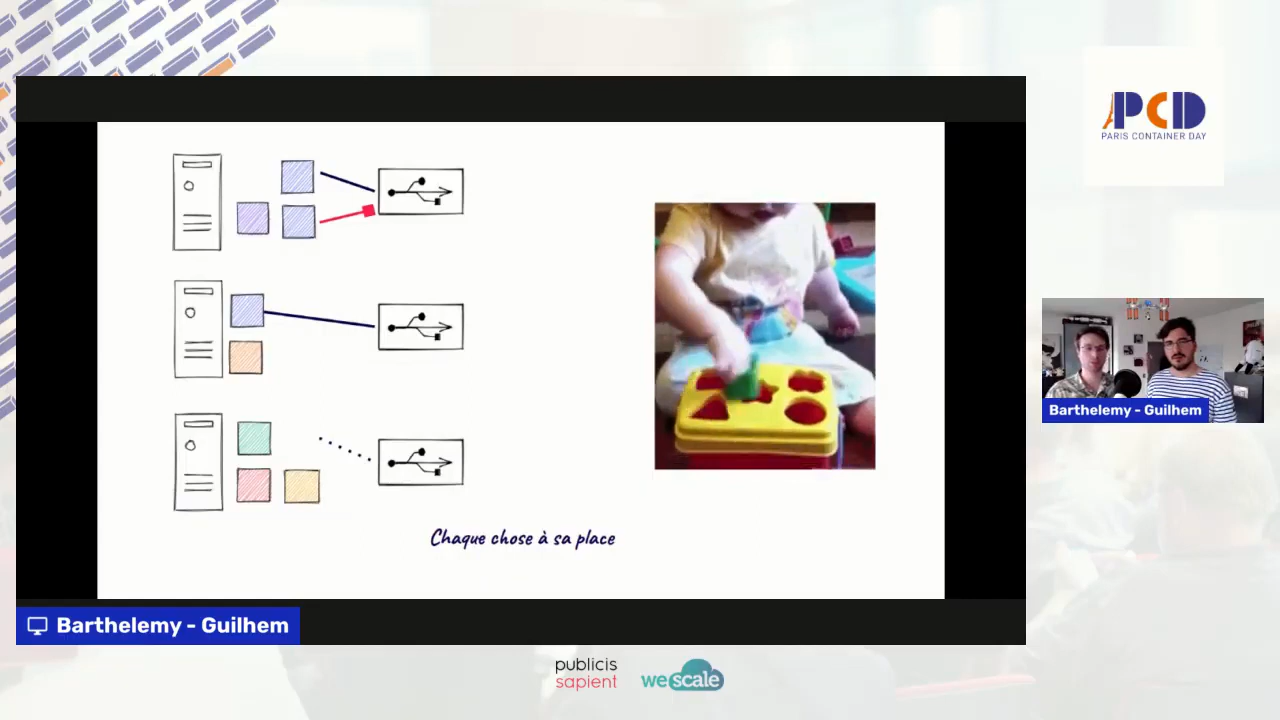 PCD
PARIS CONTAINER DAY
Chaque chose à sa place
Barthelemy - Guilhem
Barthelemy - Guilhem
publicis
sapient
wescale